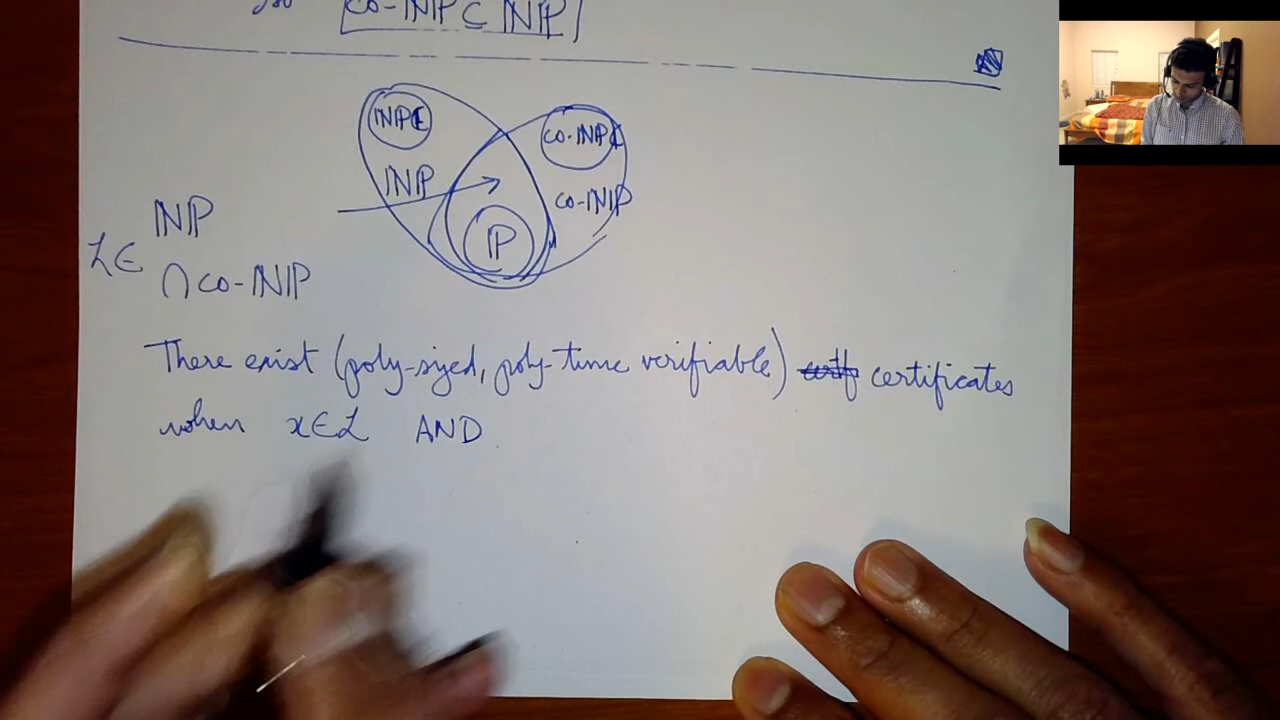 co-NP ⊆ NP
NPC
co-NPC
NP
co-NP
P
L ∈ NP
∩ co-NP
There exist (poly-sized, poly-time verifiable) certificates
when x∈L AND